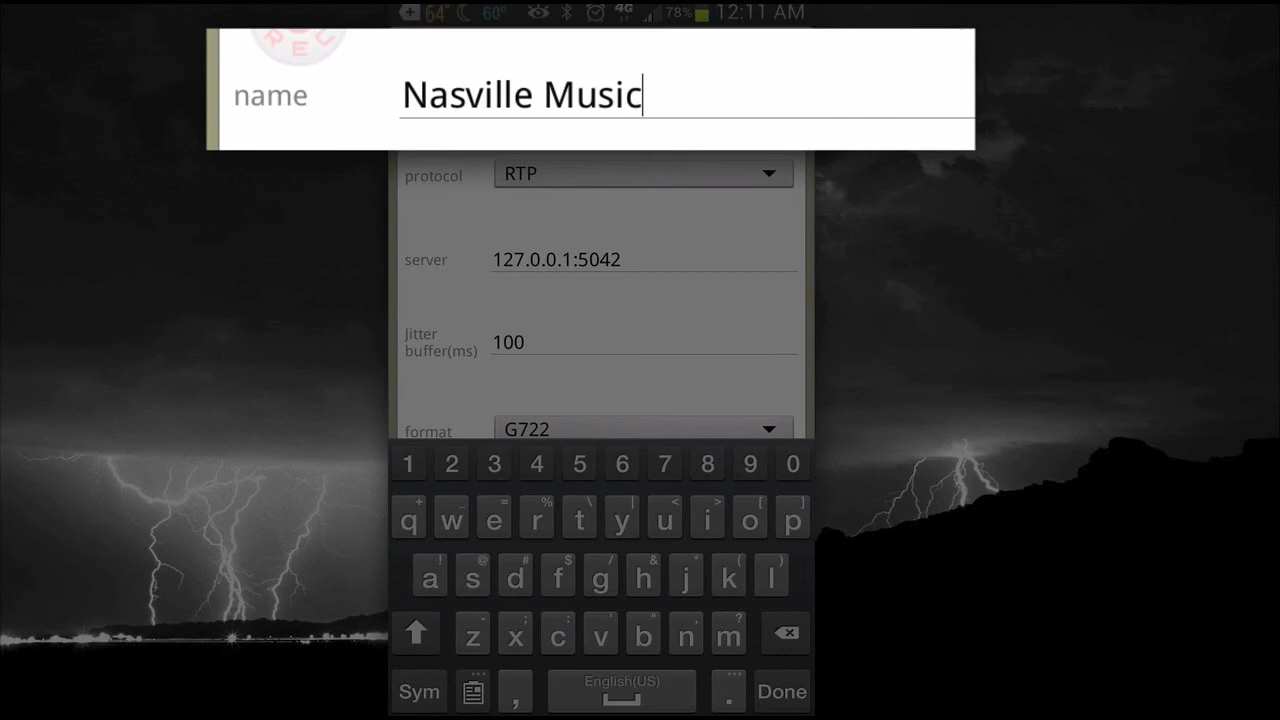 64° 60° 4G 78% 12:11 AM
R E U
name Nasville Music
protocol RTP
server 127.0.0.1:5042
Jitter
buffer(ms) 100
format G722
1 2 3 4 5 6 7 8 9 0
+ _ = % \ | < > [ ]
q w e r t y u i o p
! @ # $ / & * ( )
a s d f g h j k l
- ; : ' " , ?
z x c v b n m
English(US)
Sym , . Done